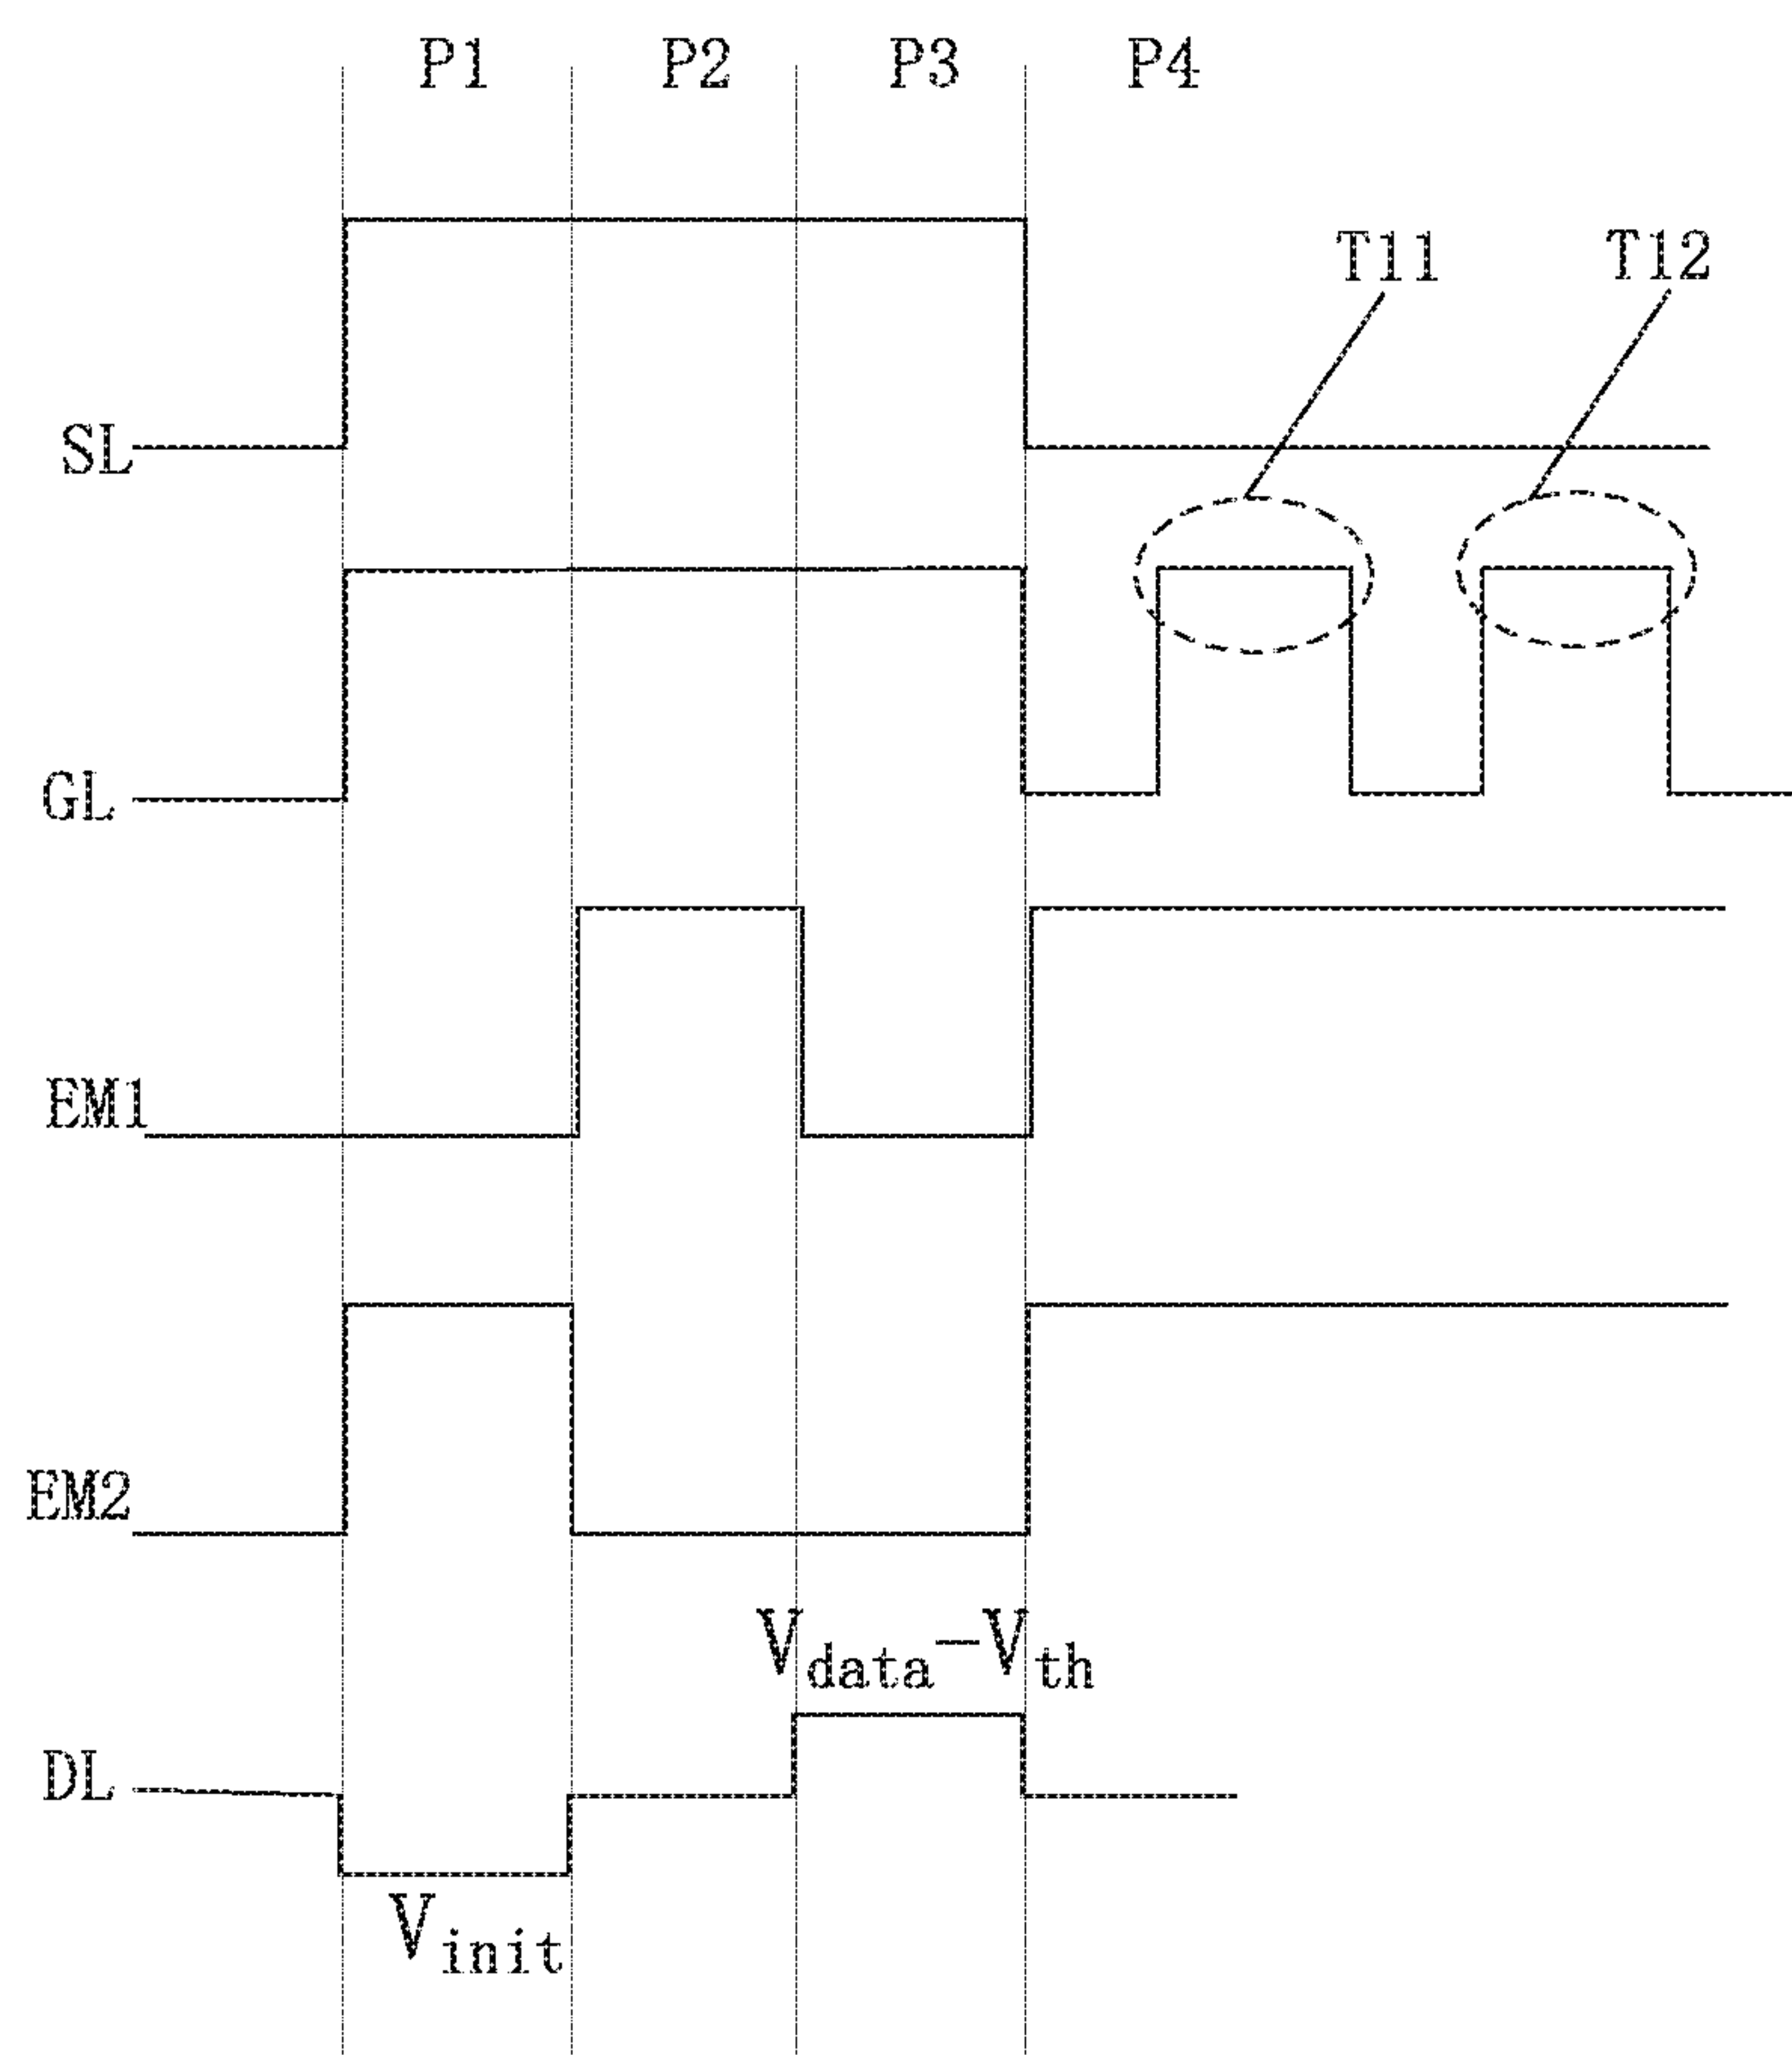 P1 P2 P3 P4
T11 T12
SL
GL
EM1
EM2
Vdata-Vth
DL
Vinit